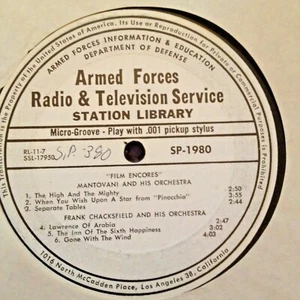 This Transcription is the Property of the United States of America. Its Use or Reproduction for Private or Commercial Purposes is Prohibited
ARMED FORCES INFORMATION & EDUCATION
DEPARTMENT OF DEFENSE
Armed Forces
Radio & Television Service
STATION LIBRARY
Micro-Groove - Play with .001 pickup stylus
RL-11-7
SSL-17950
S.P. 380
SP-1980
"FILM ENCORES"
MANTOVANI AND HIS ORCHESTRA
1. The High And The Mighty 2:50
2. When You Wish Upon A Star from "Pinocchio" 3:55
3. Separate Tables 2:44
FRANK CHACKSFIELD AND HIS ORCHESTRA
4. Lawrence Of Arabia 2:47
5. The Inn Of The Sixth Happiness 3:02
6. Gone With The Wind 4:03
1016 North McCadden Place, Los Angeles 38, California